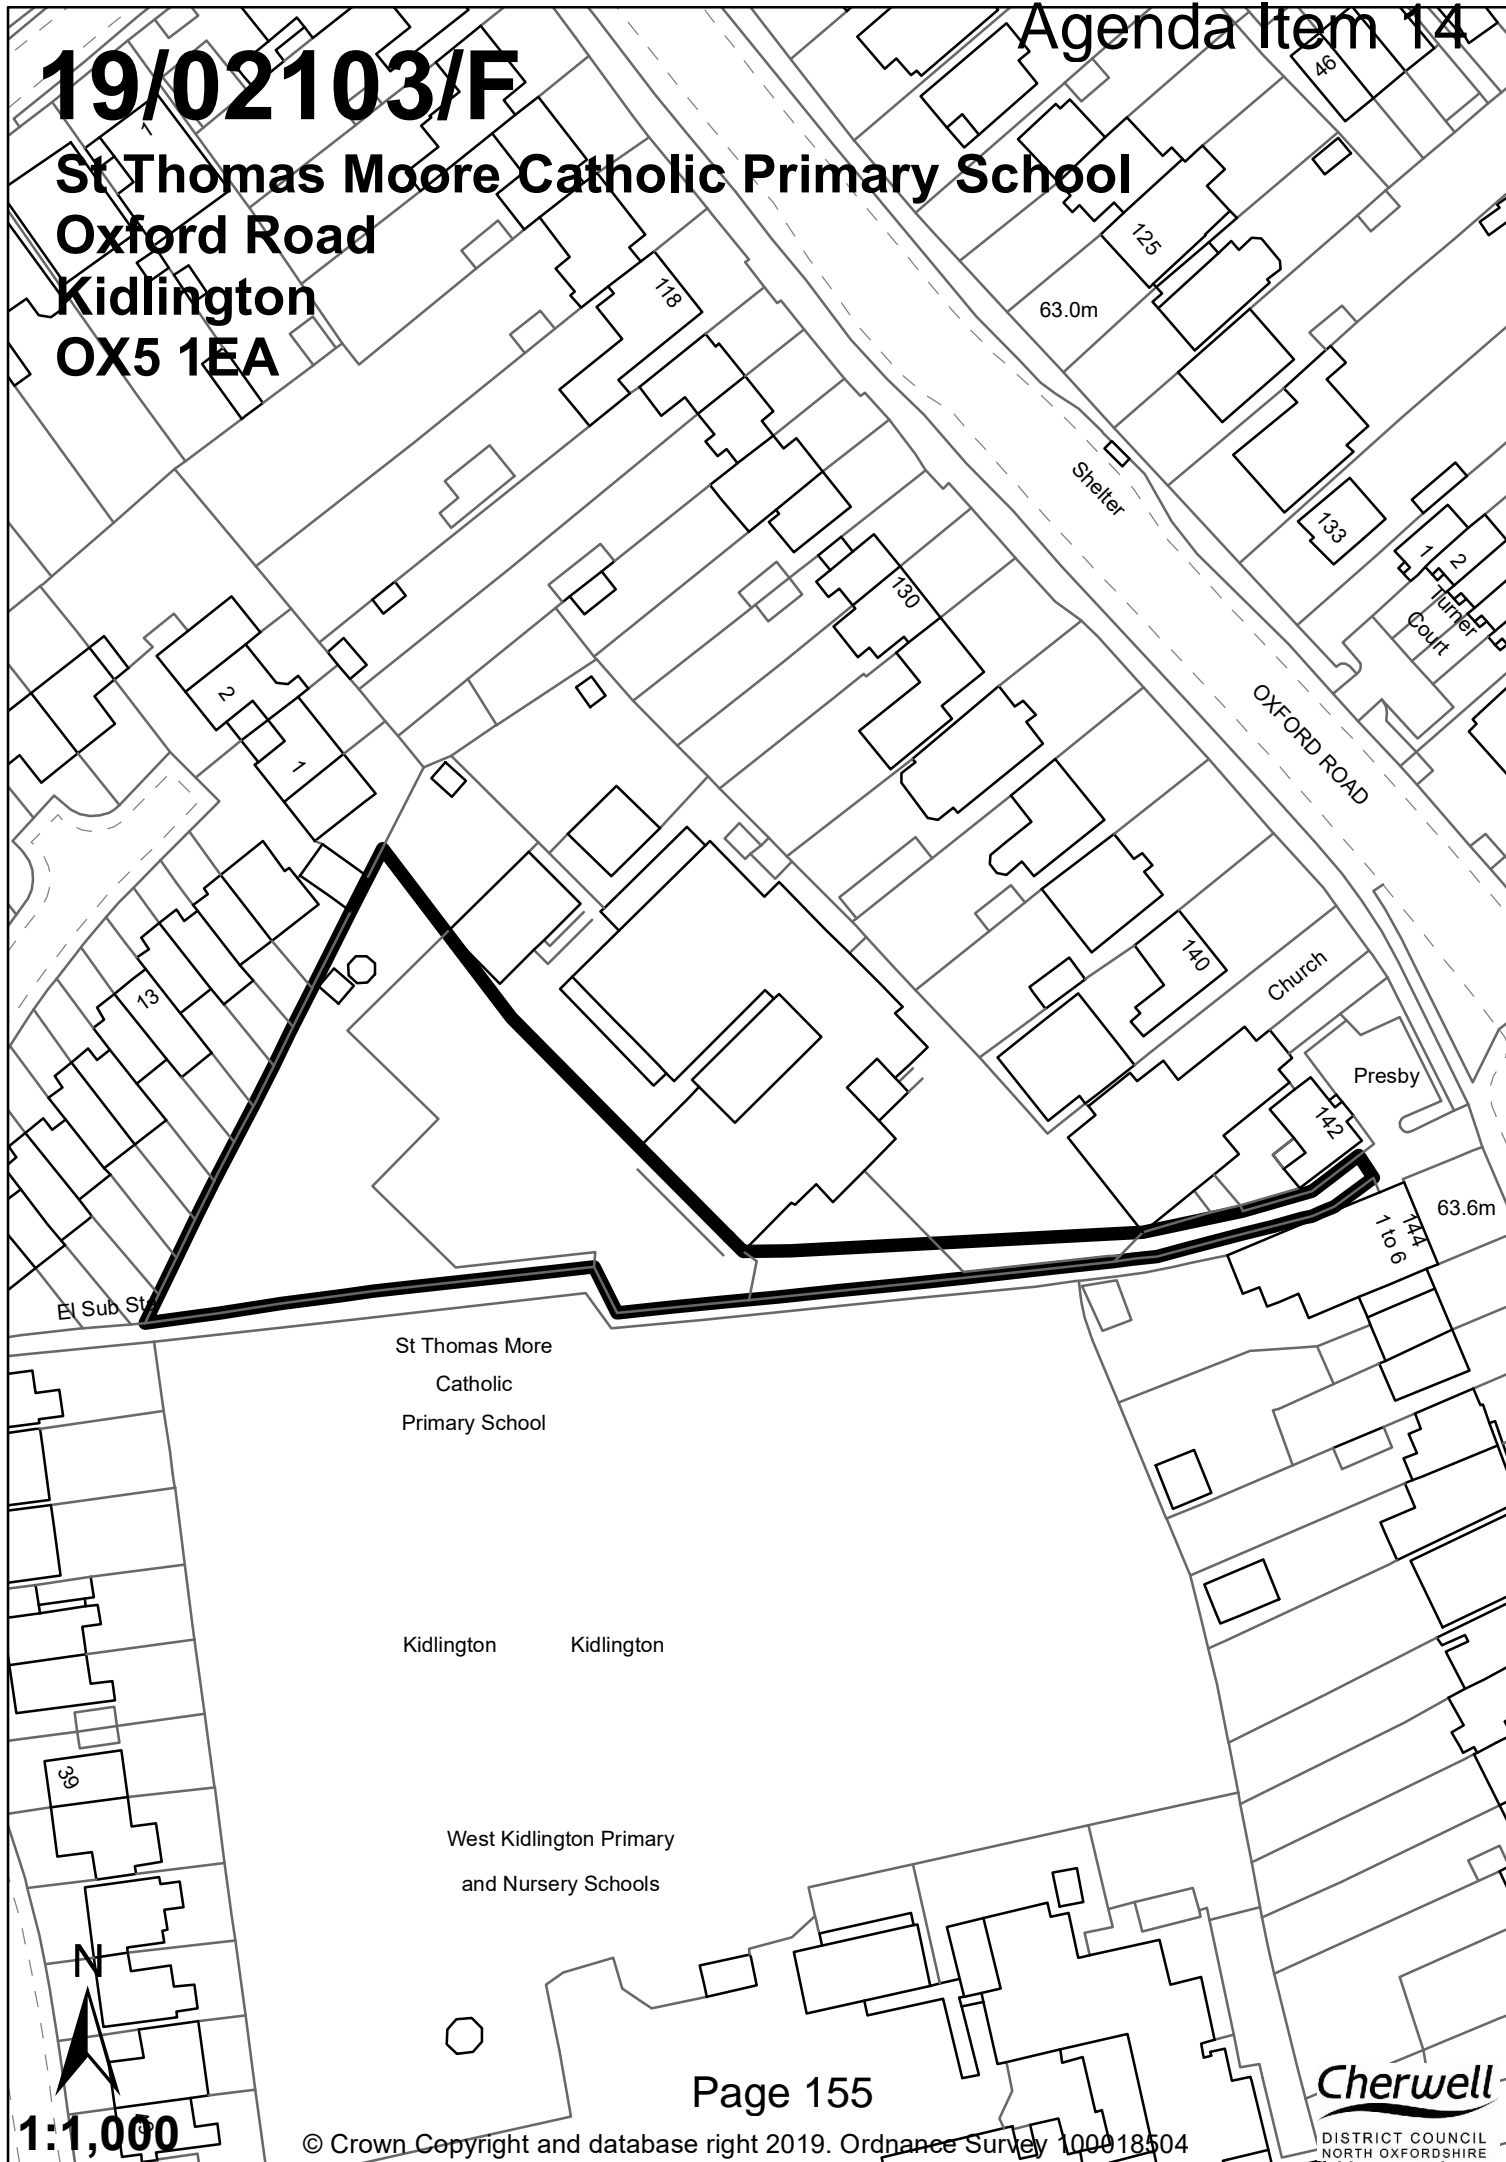 Agenda Item 14
19/02103/F
St Thomas Moore Catholic Primary School
Oxford Road
Kidlington
OX5 1EA
46
1
125
118
63.0m
Shelter
133
1
2
Turner
Court
130
OXFORD ROAD
2
1
13
140
Church
Presby
142
63.6m
144
1 to 6
El Sub Sta
St Thomas More
Catholic
Primary School
Kidlington
Kidlington
39
West Kidlington Primary
and Nursery Schools
N
Page 155
1:1,000
© Crown Copyright and database right 2019. Ordnance Survey 100018504
Cherwell
DISTRICT COUNCIL
NORTH OXFORDSHIRE